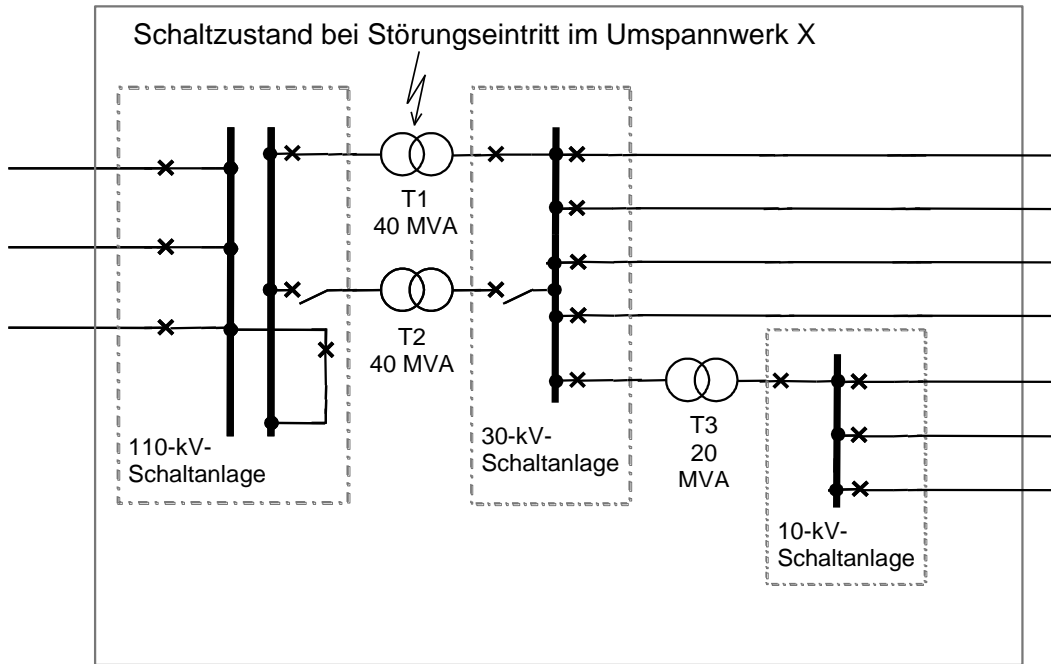 Schaltzustand bei Störungseintritt im Umspannwerk X
T1
40 MVA
T2
40 MVA
110-kV-
Schaltanlage
30-kV-
Schaltanlage
T3
20
MVA
10-kV-
Schaltanlage